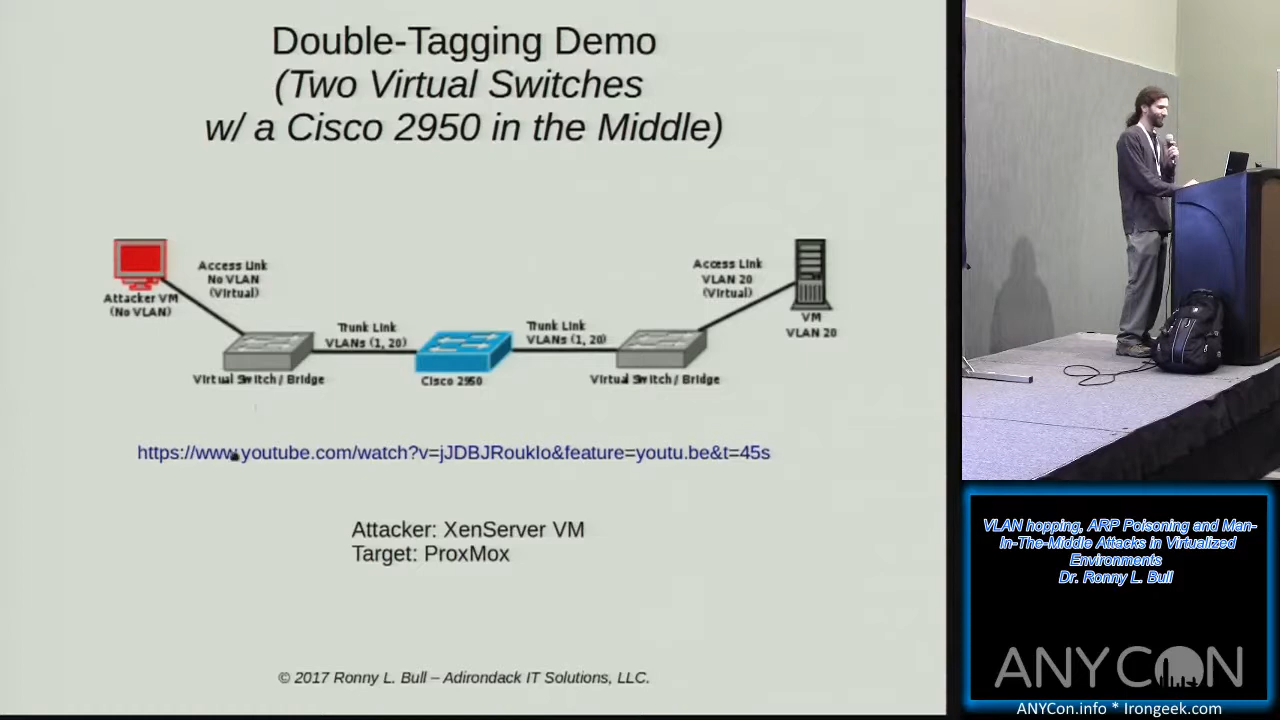 Double-Tagging Demo
(Two Virtual Switches
w/ a Cisco 2950 in the Middle)
Attacker VM
(No VLAN)
Access Link
No VLAN
(Virtual)
Virtual Switch / Bridge
Trunk Link
VLANs (1, 20)
Cisco 2950
Trunk Link
VLANs (1, 20)
Virtual Switch / Bridge
Access Link
VLAN 20
(Virtual)
VM
VLAN 20
https://www.youtube.com/watch?v=jJDBJRoukIo&feature=youtu.be&t=45s
Attacker: XenServer VM
Target: ProxMox
© 2017 Ronny L. Bull – Adirondack IT Solutions, LLC.
VLAN hopping, ARP Poisoning and Man-
In-The-Middle Attacks in Virtualized
Environments
Dr. Ronny L. Bull
ANYCON
ANYCon.info * Irongeek.com